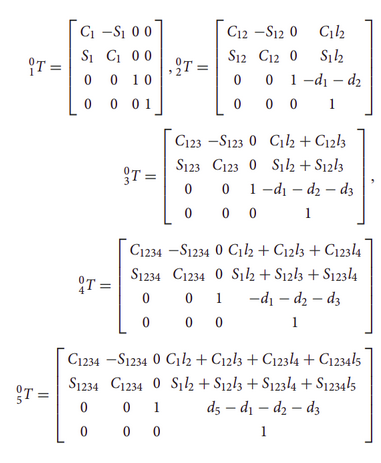 ⁰₁T = [ C₁ −S₁ 0 0 ; S₁ C₁ 0 0 ; 0 0 1 0 ; 0 0 0 1 ] , ⁰₂T = [ C₁₂ −S₁₂ 0 C₁l₂ ; S₁₂ C₁₂ 0 S₁l₂ ; 0 0 1 −d₁ − d₂ ; 0 0 0 1 ]
⁰₃T = [ C₁₂₃ −S₁₂₃ 0 C₁l₂ + C₁₂l₃ ; S₁₂₃ C₁₂₃ 0 S₁l₂ + S₁₂l₃ ; 0 0 1 −d₁ − d₂ − d₃ ; 0 0 0 1 ] ,
⁰₄T = [ C₁₂₃₄ −S₁₂₃₄ 0 C₁l₂ + C₁₂l₃ + C₁₂₃l₄ ; S₁₂₃₄ C₁₂₃₄ 0 S₁l₂ + S₁₂l₃ + S₁₂₃l₄ ; 0 0 1 −d₁ − d₂ − d₃ ; 0 0 0 1 ]
⁰₅T = [ C₁₂₃₄ −S₁₂₃₄ 0 C₁l₂ + C₁₂l₃ + C₁₂₃l₄ + C₁₂₃₄l₅ ; S₁₂₃₄ C₁₂₃₄ 0 S₁l₂ + S₁₂l₃ + S₁₂₃l₄ + S₁₂₃₄l₅ ; 0 0 1 d₅ − d₁ − d₂ − d₃ ; 0 0 0 1 ]